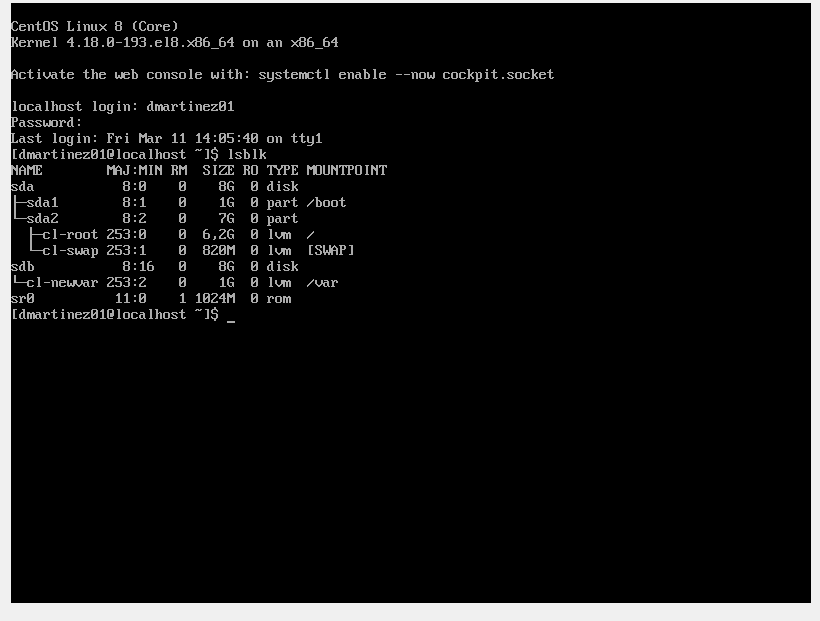 CentOS Linux 8 (Core)
Kernel 4.18.0-193.el8.x86_64 on an x86_64
Activate the web console with: systemctl enable --now cockpit.socket
localhost login: dmartinez01
Password:
Last login: Fri Mar 11 14:05:40 on tty1
[dmartinez01@localhost ~]$ lsblk
NAME        MAJ:MIN RM  SIZE RO TYPE MOUNTPOINT
sda           8:0    0    8G  0 disk
├─sda1        8:1    0    1G  0 part /boot
└─sda2        8:2    0    7G  0 part
  ├─cl-root 253:0    0  6,2G  0 lvm  /
  └─cl-swap 253:1    0  820M  0 lvm  [SWAP]
sdb           8:16   0    8G  0 disk
└─cl-newvar 253:2    0    1G  0 lvm  /var
sr0          11:0    1 1024M  0 rom
[dmartinez01@localhost ~]$ _